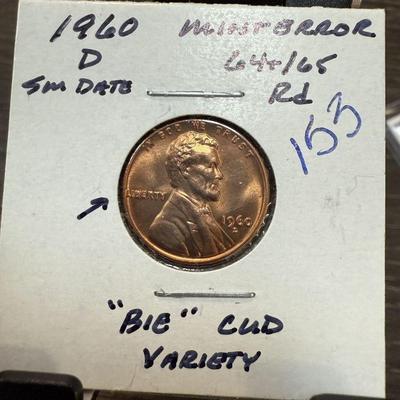 1960 MINT ERROR
D 64+/65
SM DATE Rd
153
IN GOD WE TRUST
LIBERTY
1960
D
"BIE" CUD
VARIETY